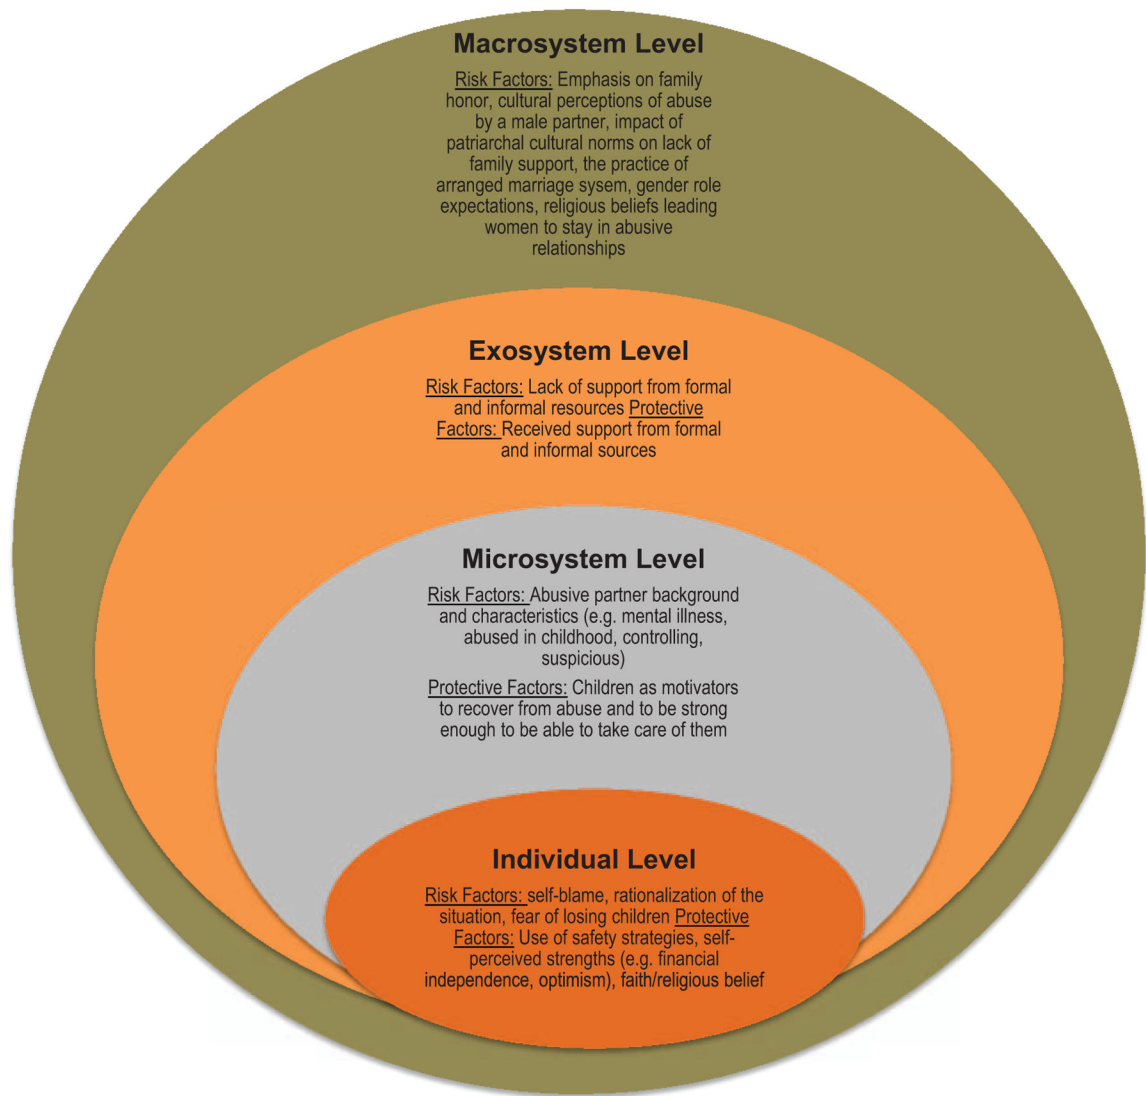 Macrosystem Level
Risk Factors: Emphasis on family
honor, cultural perceptions of abuse
by a male partner, impact of
patriarchal cultural norms on lack of
family support, the practice of
arranged marriage sysem, gender role
expectations, religious beliefs leading
women to stay in abusive
relationships
Exosystem Level
Risk Factors: Lack of support from formal
and informal resources Protective
Factors: Received support from formal
and informal sources
Microsystem Level
Risk Factors: Abusive partner background
and characteristics (e.g. mental illness,
abused in childhood, controlling,
suspicious)
Protective Factors: Children as motivators
to recover from abuse and to be strong
enough to be able to take care of them
Individual Level
Risk Factors: self-blame, rationalization of the
situation, fear of losing children Protective
Factors: Use of safety strategies, self-
perceived strengths (e.g. financial
independence, optimism), faith/religious belief